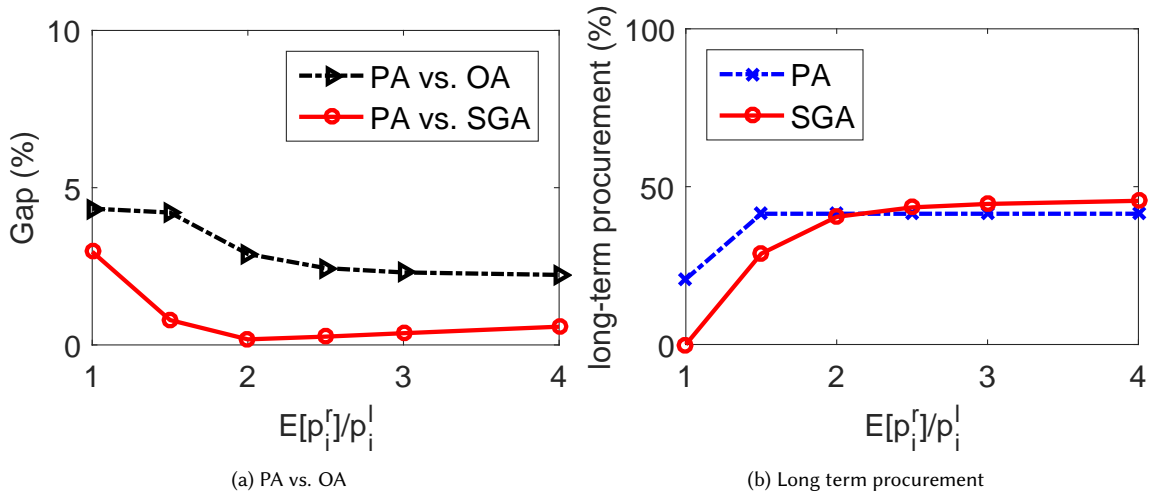 10
5
0
Gap (%)
PA vs. OA
PA vs. SGA
1 2 3 4
E[p_i^r]/p_i^l
(a) PA vs. OA
100
50
0
long-term procurement (%)
PA
SGA
1 2 3 4
E[p_i^r]/p_i^l
(b) Long term procurement